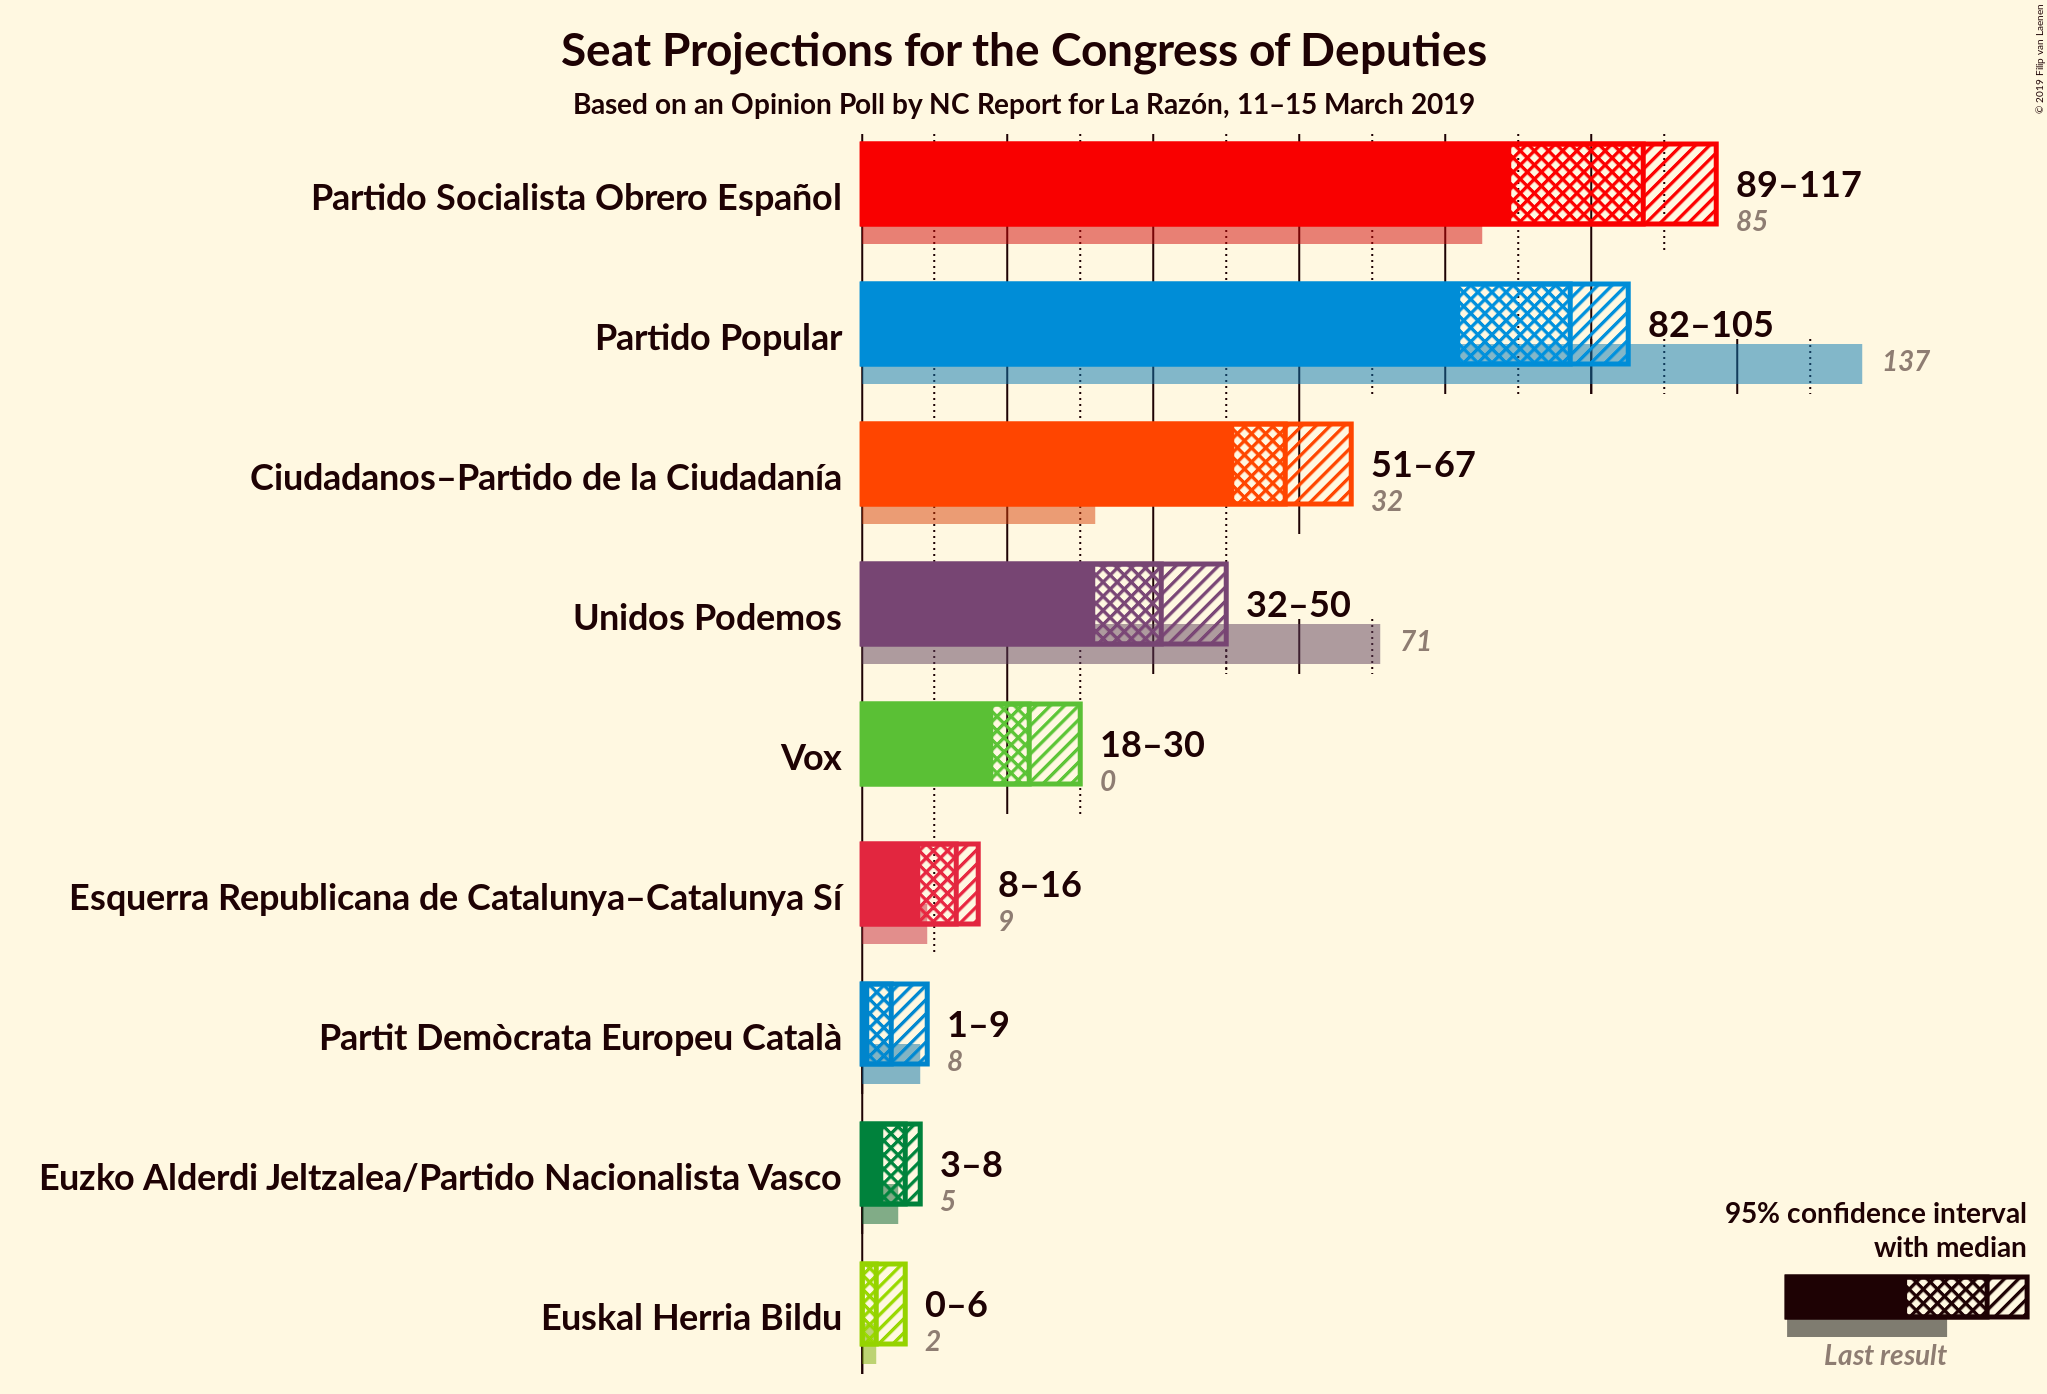 Seat Projections for the Congress of Deputies
Based on an Opinion Poll by NC Report for La Razón, 11–15 March 2019
© 2019 Filip van Laenen
Partido Socialista Obrero Español
89–117
85
Partido Popular
82–105
137
Ciudadanos–Partido de la Ciudadanía
51–67
32
Unidos Podemos
32–50
71
Vox
18–30
0
Esquerra Republicana de Catalunya–Catalunya Sí
8–16
9
Partit Demòcrata Europeu Català
1–9
8
Euzko Alderdi Jeltzalea/Partido Nacionalista Vasco
3–8
5
Euskal Herria Bildu
0–6
2
95% confidence interval
with median
Last result